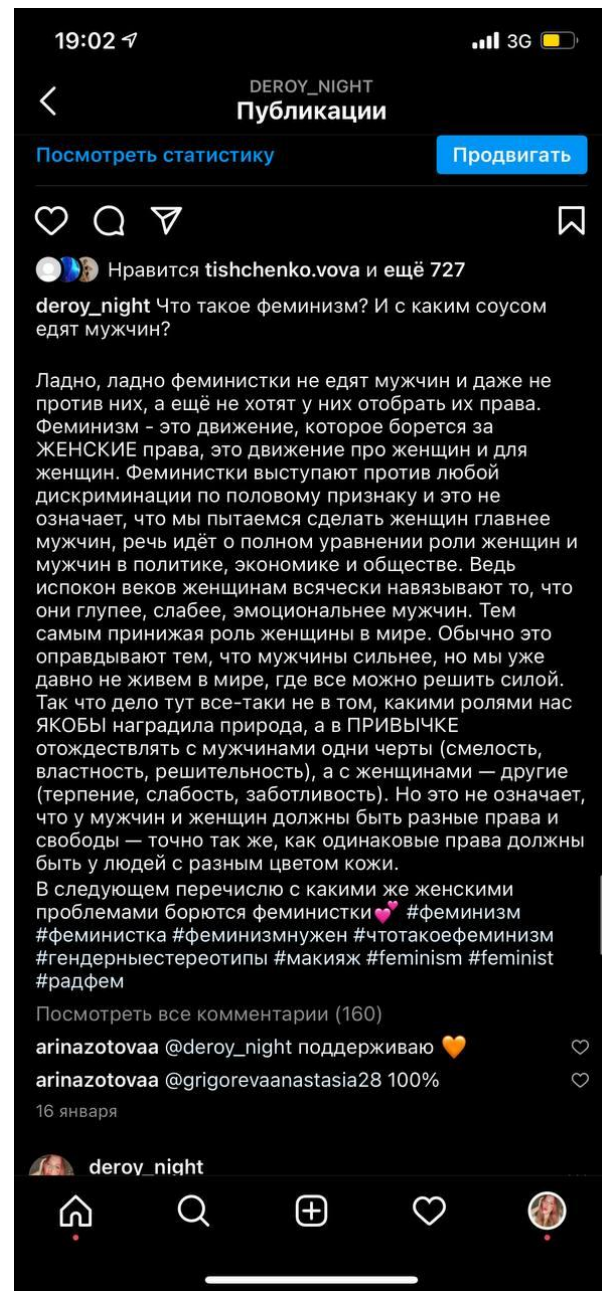 19:02
3G
DEROY_NIGHT
Публикации
Посмотреть статистику
Продвигать
Нравится tishchenko.vova и ещё 727
deroy_night Что такое феминизм? И с каким соусом
едят мужчин?
Ладно, ладно феминистки не едят мужчин и даже не
против них, а ещё не хотят у них отобрать их права.
Феминизм - это движение, которое борется за
ЖЕНСКИЕ права, это движение про женщин и для
женщин. Феминистки выступают против любой
дискриминации по половому признаку и это не
означает, что мы пытаемся сделать женщин главнее
мужчин, речь идёт о полном уравнении роли женщин и
мужчин в политике, экономике и обществе. Ведь
испокон веков женщинам всячески навязывают то, что
они глупее, слабее, эмоциональнее мужчин. Тем
самым принижая роль женщины в мире. Обычно это
оправдывают тем, что мужчины сильнее, но мы уже
давно не живем в мире, где все можно решить силой.
Так что дело тут все-таки не в том, какими ролями нас
ЯКОБЫ наградила природа, а в ПРИВЫЧКЕ
отождествлять с мужчинами одни черты (смелость,
властность, решительность), а с женщинами — другие
(терпение, слабость, заботливость). Но это не означает,
что у мужчин и женщин должны быть разные права и
свободы — точно так же, как одинаковые права должны
быть у людей с разным цветом кожи.
В следующем перечислю с какими же женскими
проблемами борются феминистки💕 #феминизм
#феминистка #феминизмнужен #чтотакоефеминизм
#гендерныестереотипы #макияж #feminism #feminist
#радфем
Посмотреть все комментарии (160)
arinazotovaa @deroy_night поддерживаю 🧡
arinazotovaa @grigorevaanastasia28 100%
16 января
deroy_night